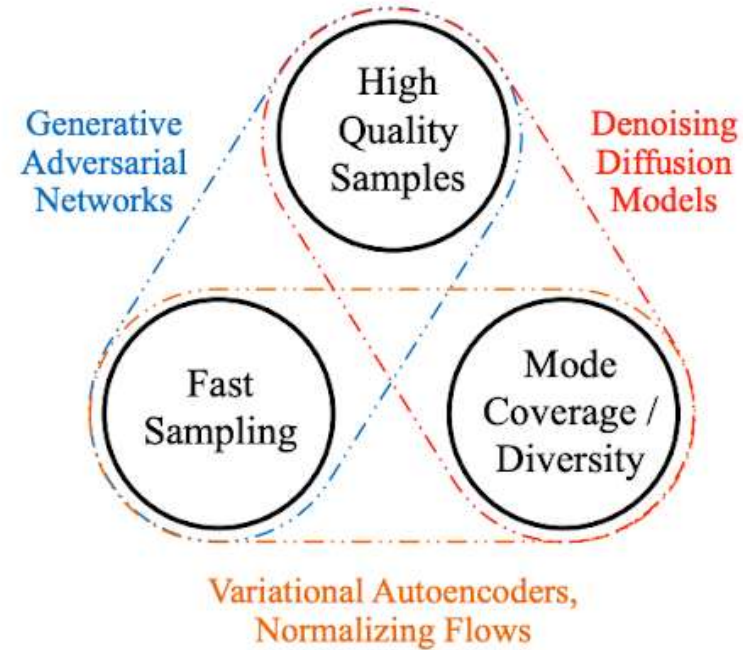 High
Quality
Samples
Generative
Adversarial
Networks
Denoising
Diffusion
Models
Fast
Sampling
Mode
Coverage /
Diversity
Variational Autoencoders,
Normalizing Flows